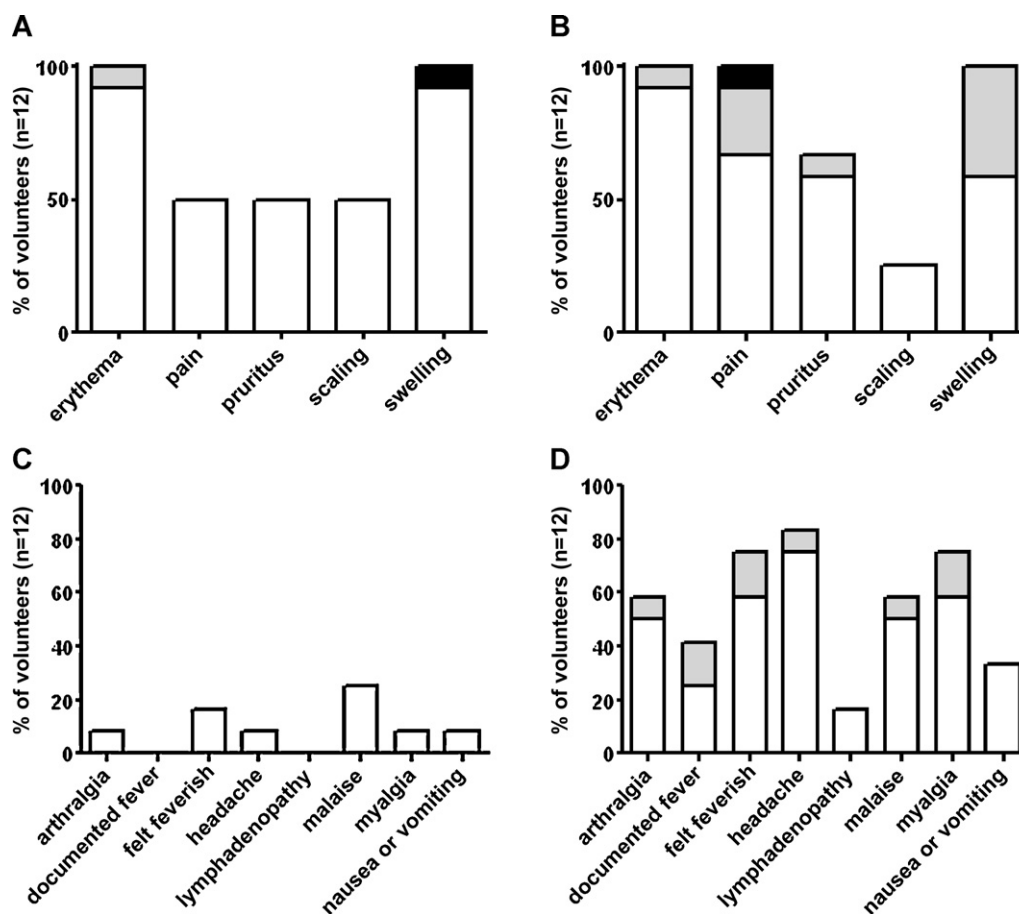 A
% of volunteers (n=12)
100
50
0
erythema
pain
pruritus
scaling
swelling
B
% of volunteers (n=12)
100
50
0
erythema
pain
pruritus
scaling
swelling
C
% of volunteers (n=12)
100
80
60
40
20
0
arthralgia
documented fever
felt feverish
headache
lymphadenopathy
malaise
myalgia
nausea or vomiting
D
% of volunteers (n=12)
100
80
60
40
20
0
arthralgia
documented fever
felt feverish
headache
lymphadenopathy
malaise
myalgia
nausea or vomiting